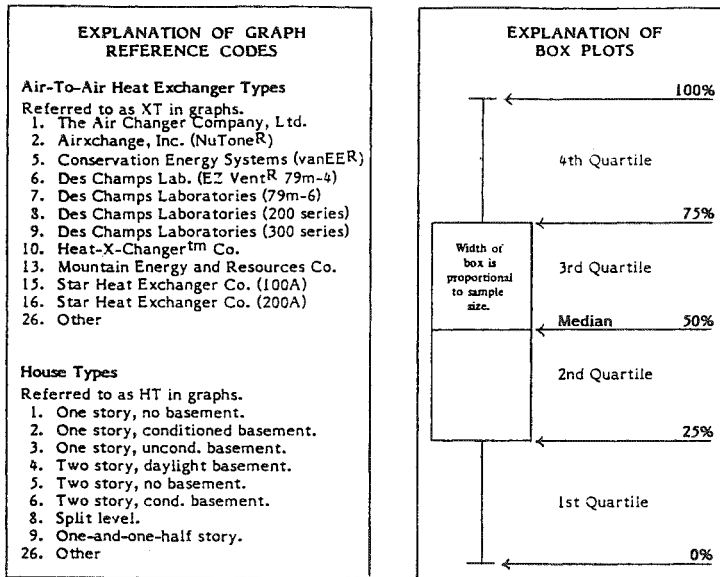 EXPLANATION OF GRAPH
REFERENCE CODES
Air-To-Air Heat Exchanger Types
Referred to as XT in graphs.
1. The Air Changer Company, Ltd.
2. Airxchange, Inc. (NuToneR)
5. Conservation Energy Systems (vanEER)
6. Des Champs Lab. (EZ VentR 79m-4)
7. Des Champs Laboratories (79m-6)
8. Des Champs Laboratories (200 series)
9. Des Champs Laboratories (300 series)
10. Heat-X-Changertm Co.
13. Mountain Energy and Resources Co.
15. Star Heat Exchanger Co. (100A)
16. Star Heat Exchanger Co. (200A)
26. Other
House Types
Referred to as HT in graphs.
1. One story, no basement.
2. One story, conditioned basement.
3. One story, uncond. basement.
4. Two story, daylight basement.
5. Two story, no basement.
6. Two story, cond. basement.
8. Split level.
9. One-and-one-half story.
26. Other
EXPLANATION OF
BOX PLOTS
100%
4th Quartile
75%
Width of
box is
proportional
to sample
size.
3rd Quartile
Median 50%
2nd Quartile
25%
1st Quartile
0%